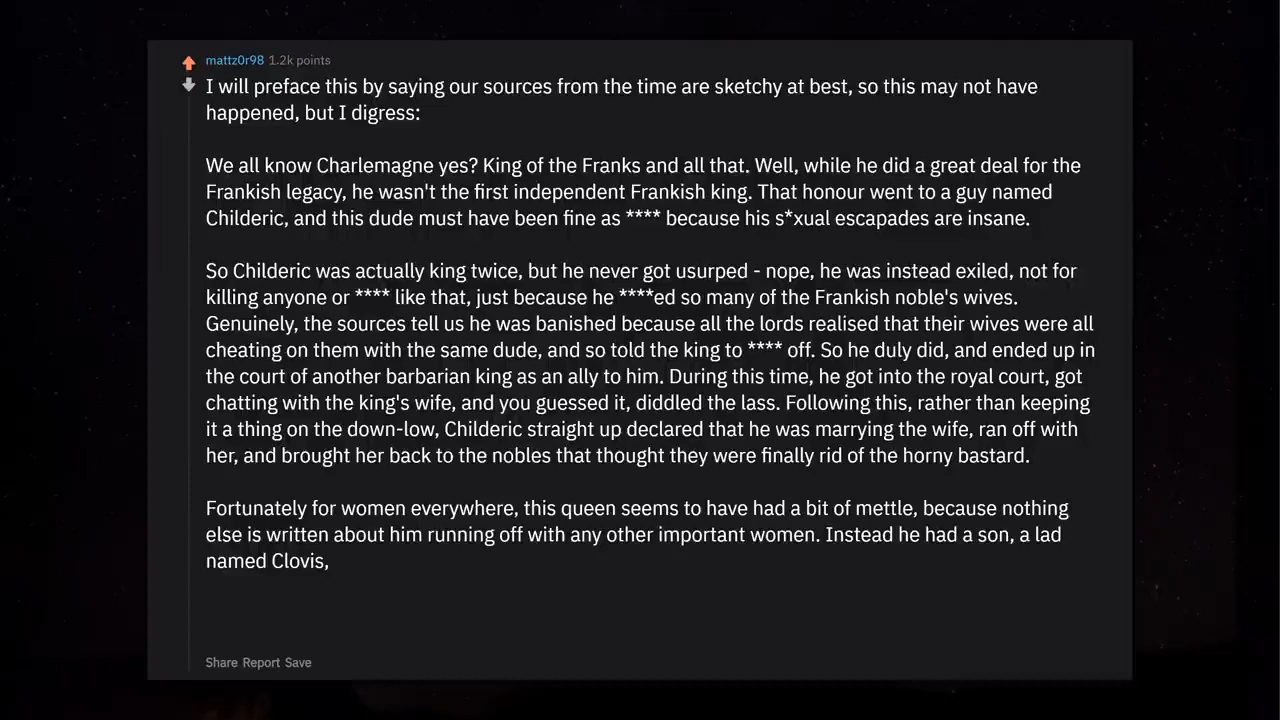 mattz0r98 1.2k points
I will preface this by saying our sources from the time are sketchy at best, so this may not have
happened, but I digress:
We all know Charlemagne yes? King of the Franks and all that. Well, while he did a great deal for the
Frankish legacy, he wasn't the first independent Frankish king. That honour went to a guy named
Childeric, and this dude must have been fine as **** because his s*xual escapades are insane.
So Childeric was actually king twice, but he never got usurped - nope, he was instead exiled, not for
killing anyone or **** like that, just because he ****ed so many of the Frankish noble's wives.
Genuinely, the sources tell us he was banished because all the lords realised that their wives were all
cheating on them with the same dude, and so told the king to **** off. So he duly did, and ended up in
the court of another barbarian king as an ally to him. During this time, he got into the royal court, got
chatting with the king's wife, and you guessed it, diddled the lass. Following this, rather than keeping
it a thing on the down-low, Childeric straight up declared that he was marrying the wife, ran off with
her, and brought her back to the nobles that thought they were finally rid of the horny bastard.
Fortunately for women everywhere, this queen seems to have had a bit of mettle, because nothing
else is written about him running off with any other important women. Instead he had a son, a lad
named Clovis,
Share Report Save